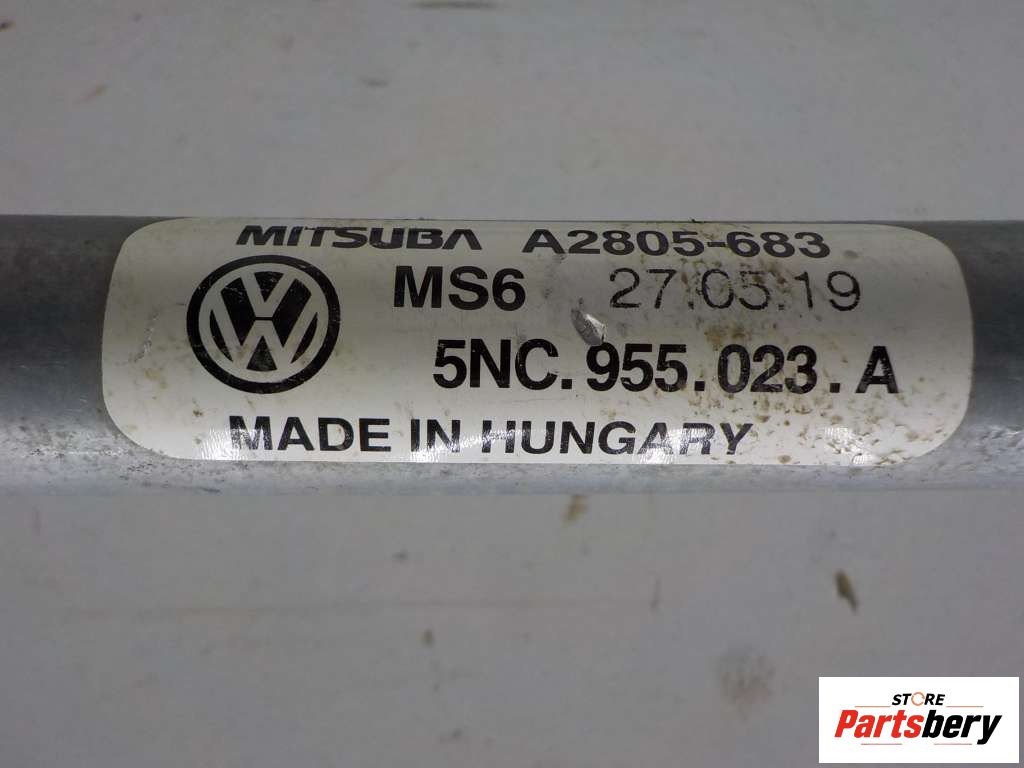 MITSUBA A2805-683
MS6 27.05.19
5NC.955.023.A
MADE IN HUNGARY
STORE
Partsbery